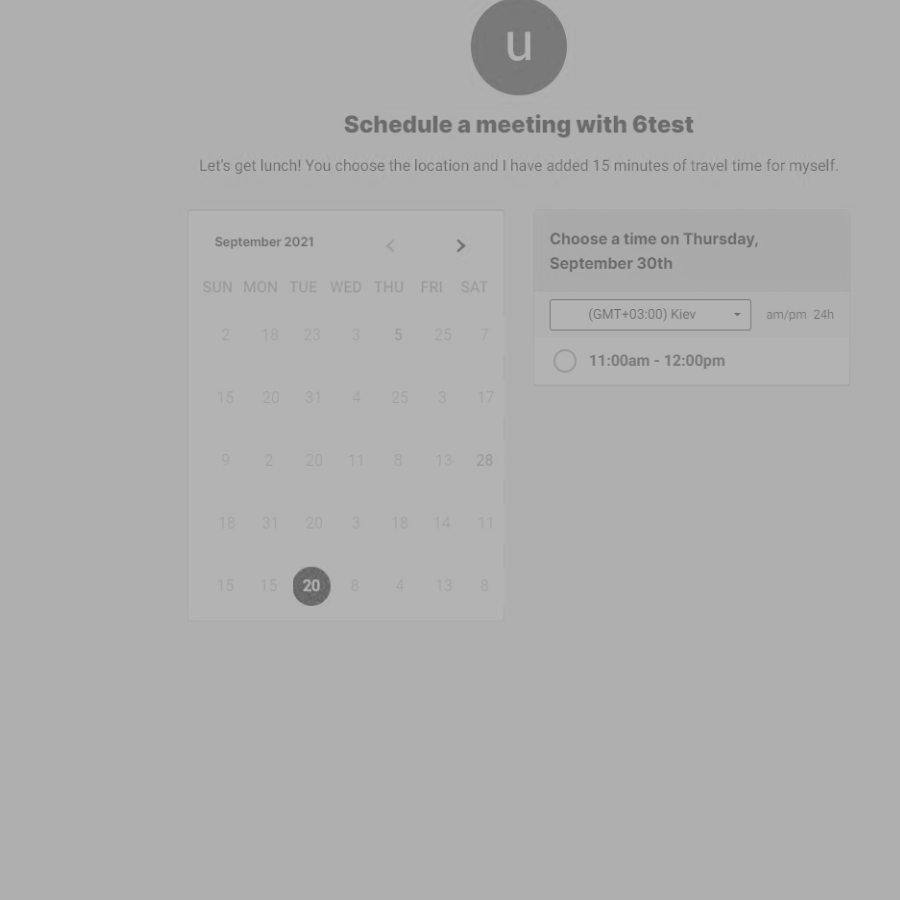 u
Schedule a meeting with 6test
Let's get lunch! You choose the location and I have added 15 minutes of travel time for myself.
September 2021
SUN MON TUE WED THU FRI SAT
2 18 23 3 5 25 7
15 20 31 4 25 3 17
9 2 20 11 8 13 28
18 31 20 3 18 14 11
15 15 20 8 4 13 8
Choose a time on Thursday,
September 30th
(GMT+03:00) Kiev am/pm 24h
11:00am - 12:00pm